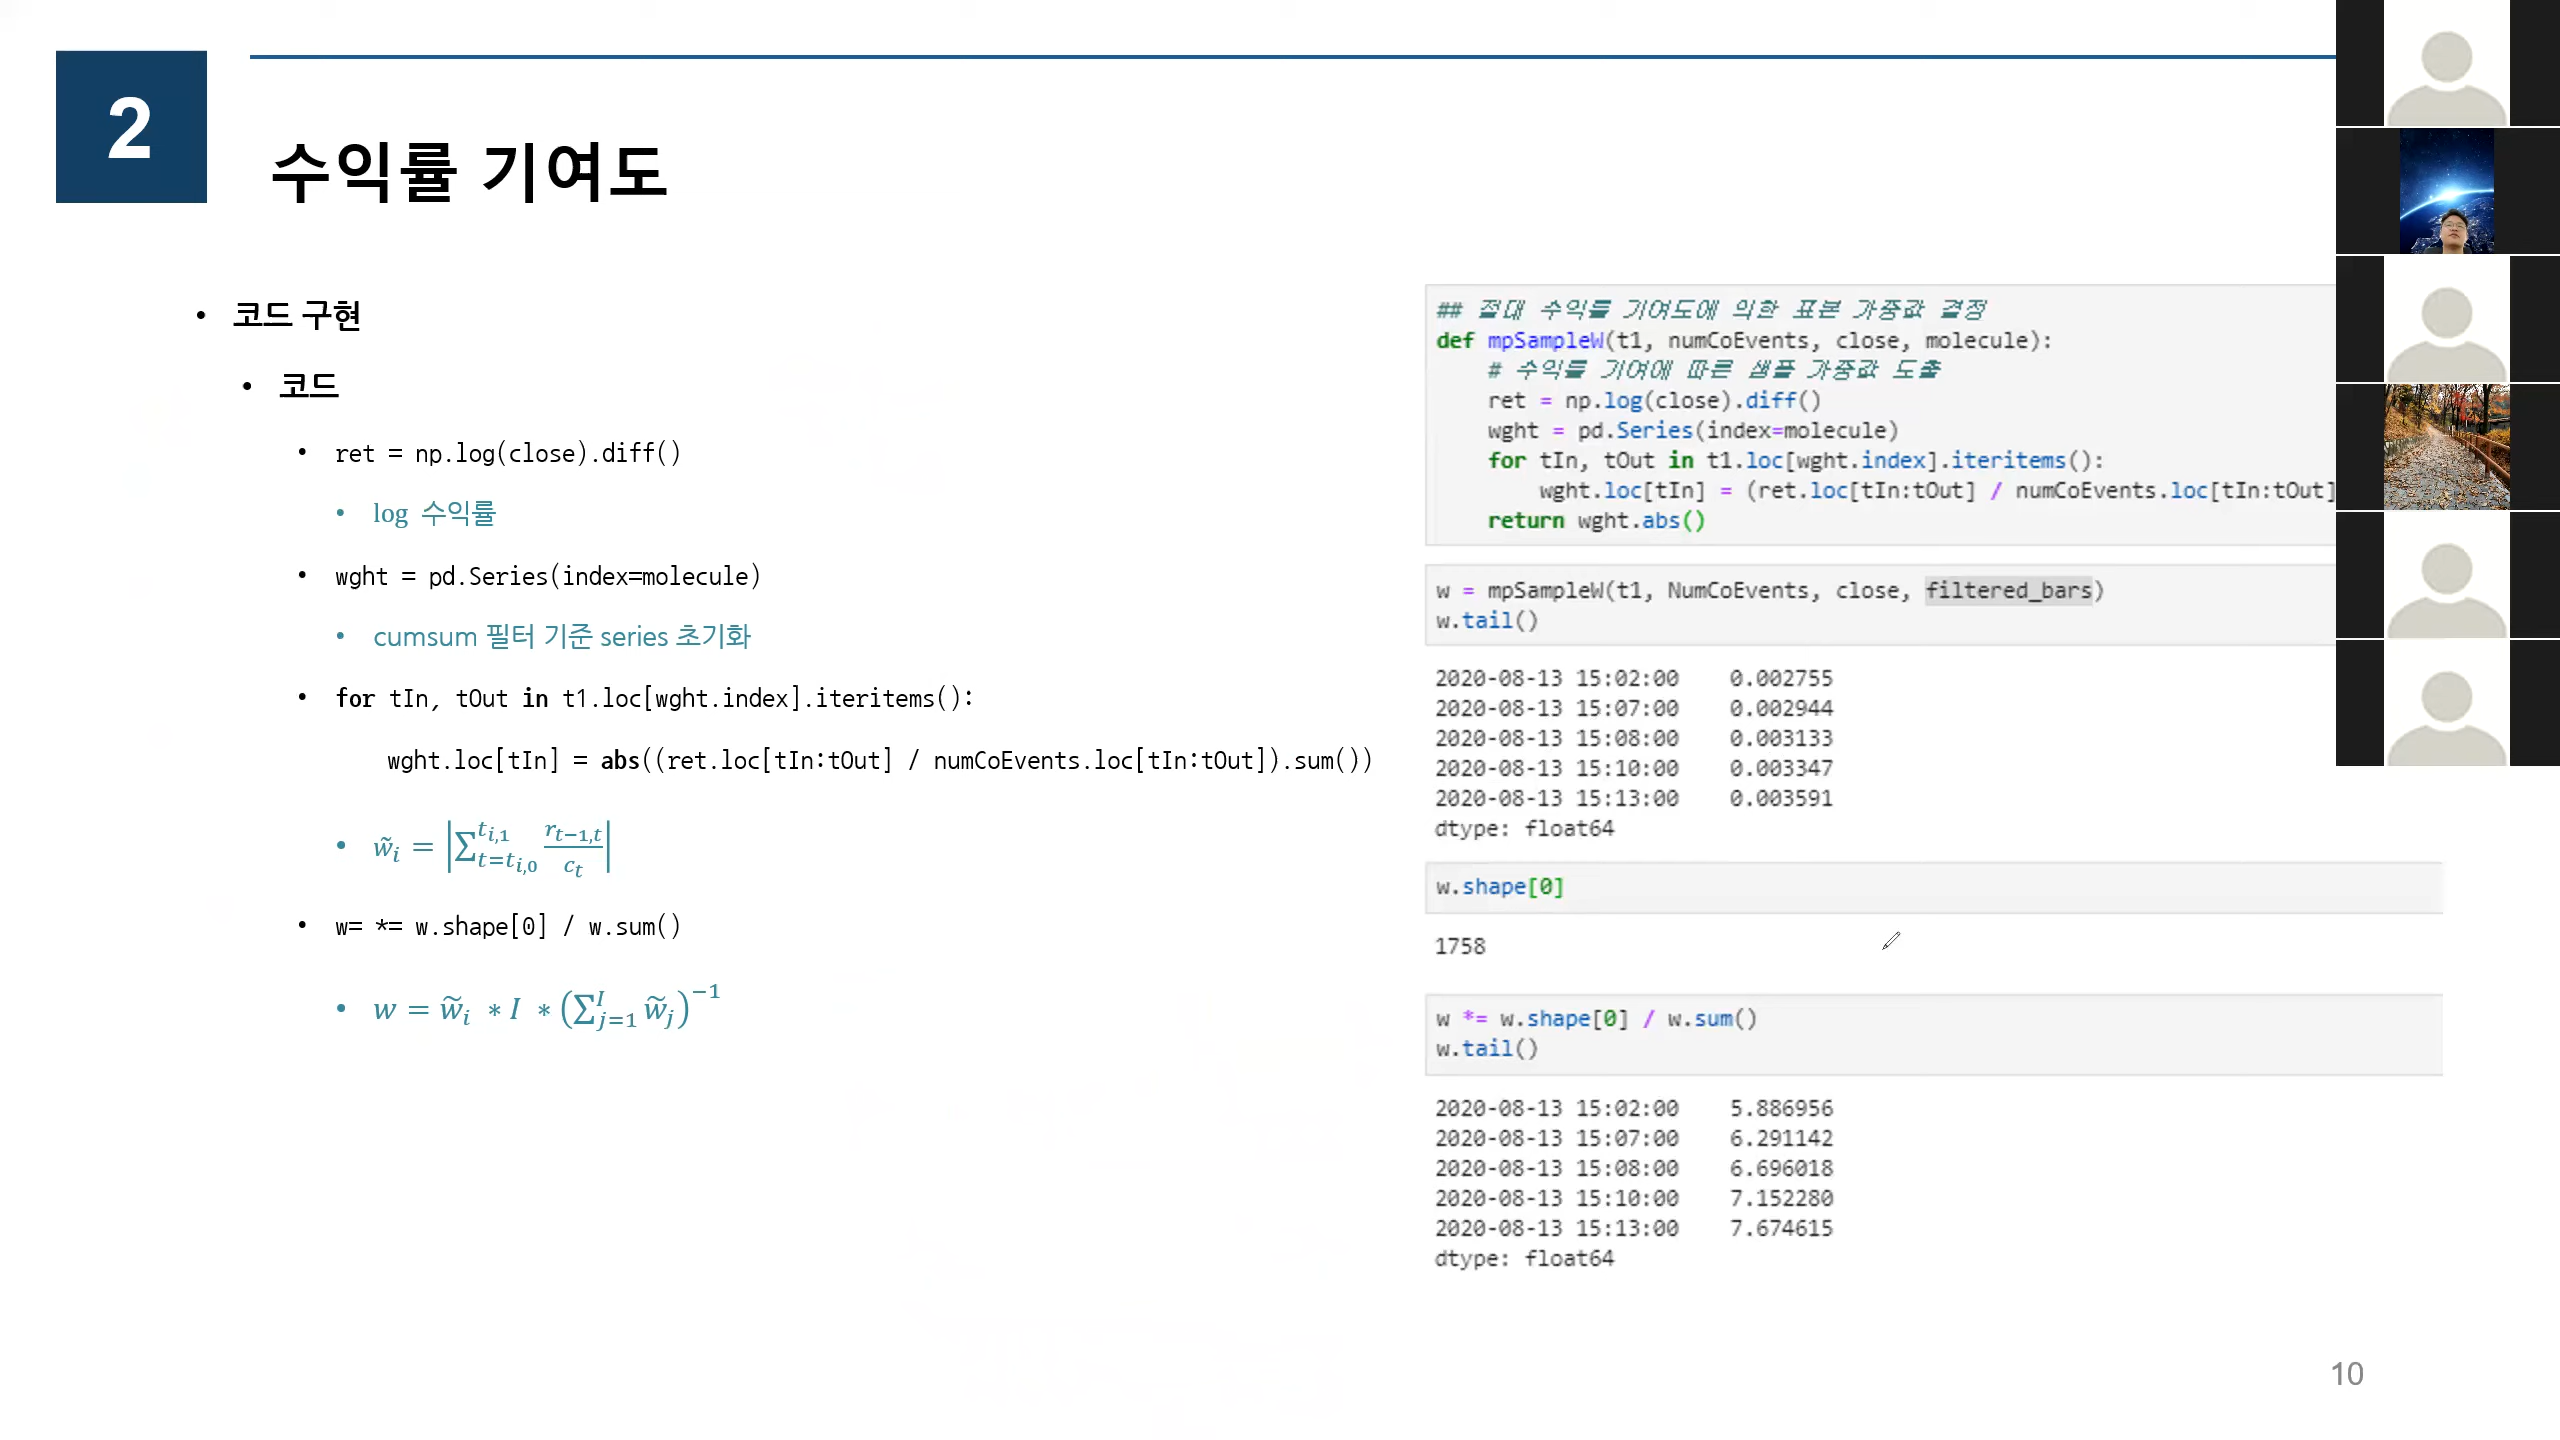 2
수익률 기여도
• 코드 구현
• 코드
• ret = np.log(close).diff()
• log 수익률
• wght = pd.Series(index=molecule)
• cumsum 필터 기준 series 초기화
• for tIn, tOut in t1.loc[wght.index].iteritems():
wght.loc[tIn] = abs((ret.loc[tIn:tOut] / numCoEvents.loc[tIn:tOut]).sum())
• w̃ᵢ = |∑_{t=t_{i,0}}^{t_{i,1}} r_{t−1,t} / c_t|
• w= *= w.shape[0] / w.sum()
• w = w̃ᵢ * I * (∑_{j=1}^{I} w̃ⱼ)^{−1}
## 절대 수익률 기여도에 의한 표본 가중값 결정
def mpSampleW(t1, numCoEvents, close, molecule):
# 수익률 기여에 따른 샘플 가중값 도출
ret = np.log(close).diff()
wght = pd.Series(index=molecule)
for tIn, tOut in t1.loc[wght.index].iteritems():
wght.loc[tIn] = (ret.loc[tIn:tOut] / numCoEvents.loc[tIn:tOut]
return wght.abs()
w = mpSampleW(t1, NumCoEvents, close, filtered_bars)
w.tail()
2020-08-13 15:02:00 0.002755
2020-08-13 15:07:00 0.002944
2020-08-13 15:08:00 0.003133
2020-08-13 15:10:00 0.003347
2020-08-13 15:13:00 0.003591
dtype: float64
w.shape[0]
1758
w *= w.shape[0] / w.sum()
w.tail()
2020-08-13 15:02:00 5.886956
2020-08-13 15:07:00 6.291142
2020-08-13 15:08:00 6.696018
2020-08-13 15:10:00 7.152280
2020-08-13 15:13:00 7.674615
dtype: float64
10